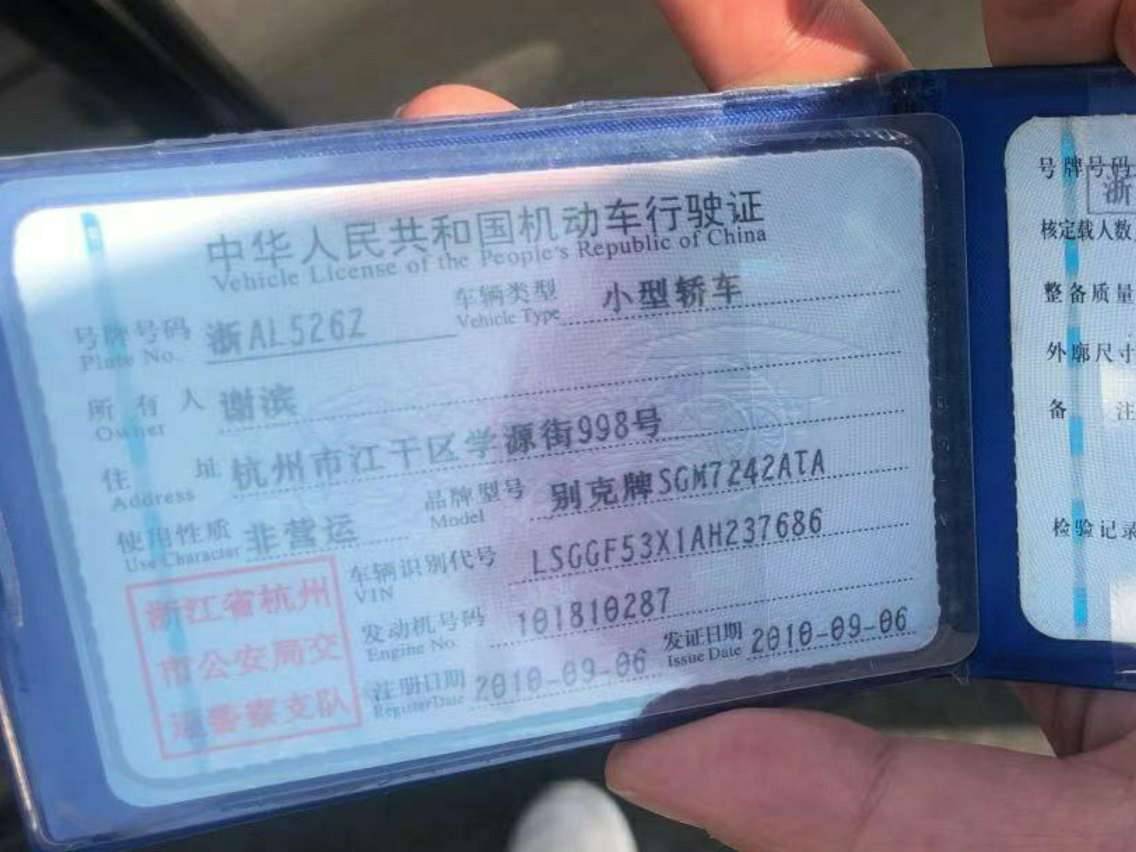 中华人民共和国机动车行驶证
Vehicle License of the People's Republic of China
号牌号码 浙AL526Z 车辆类型 小型轿车
Plate No. Vehicle Type
所有人 谢滨
Owner
住址 杭州市江干区学源街998号
Address
使用性质 非营运 品牌型号 别克牌SGM7242ATA
Use Character Model
车辆识别代号 LSGGF53X1AH237686
VIN
发动机号码 101810287
Engine No.
注册日期 2010-09-06 发证日期 2010-09-06
Register Date Issue Date
浙江省杭州
市公安局交
通警察支队
号牌号码 浙
核定载人数
整备质量
外廓尺寸
备注
检验记录